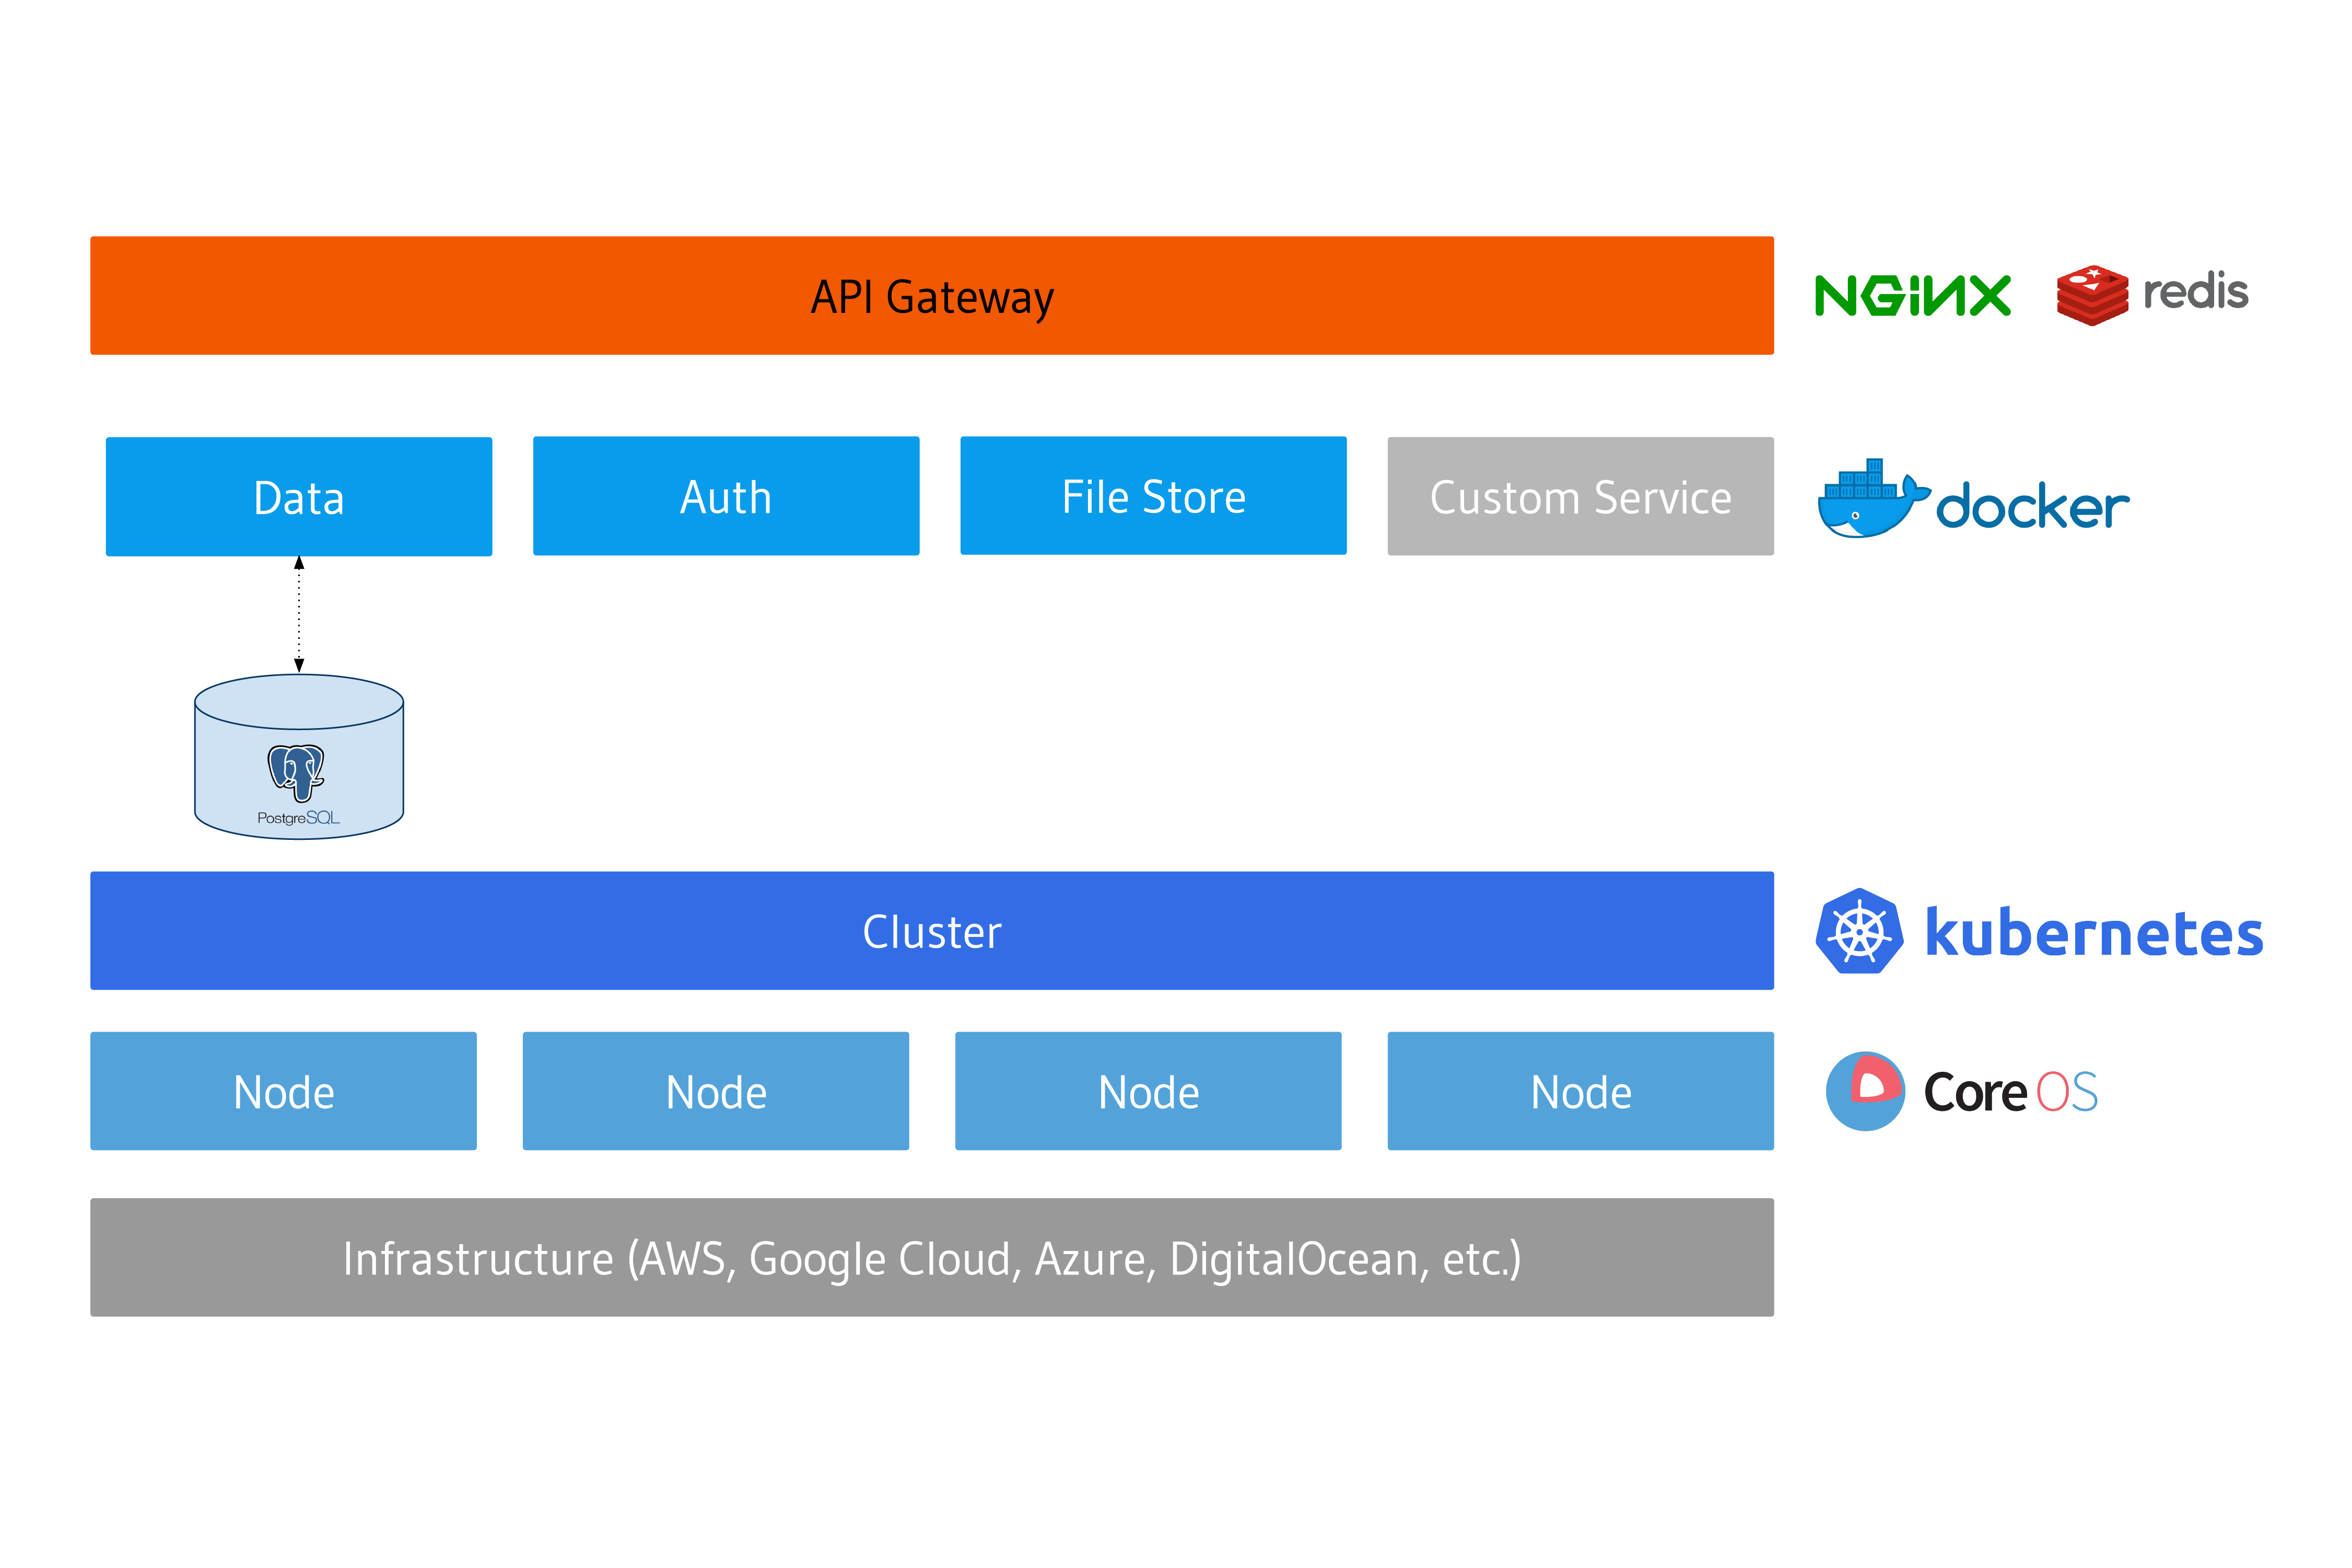 API Gateway
NGINX
redis
Data
Auth
File Store
Custom Service
docker
PostgreSQL
Cluster
kubernetes
Node
Node
Node
Node
CoreOS
Infrastructure (AWS, Google Cloud, Azure, DigitalOcean, etc.)